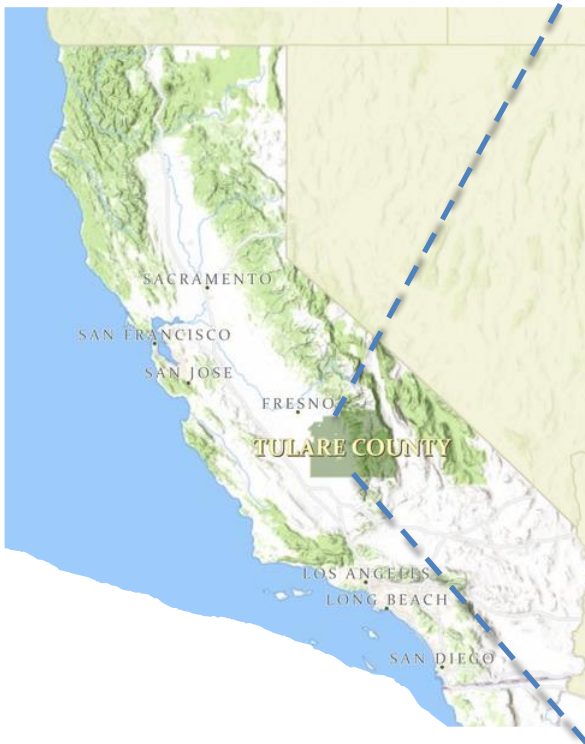 SACRAMENTO
SAN FRANCISCO
SAN JOSE
FRESNO
TULARE COUNTY
LOS ANGELES
LONG BEACH
SAN DIEGO